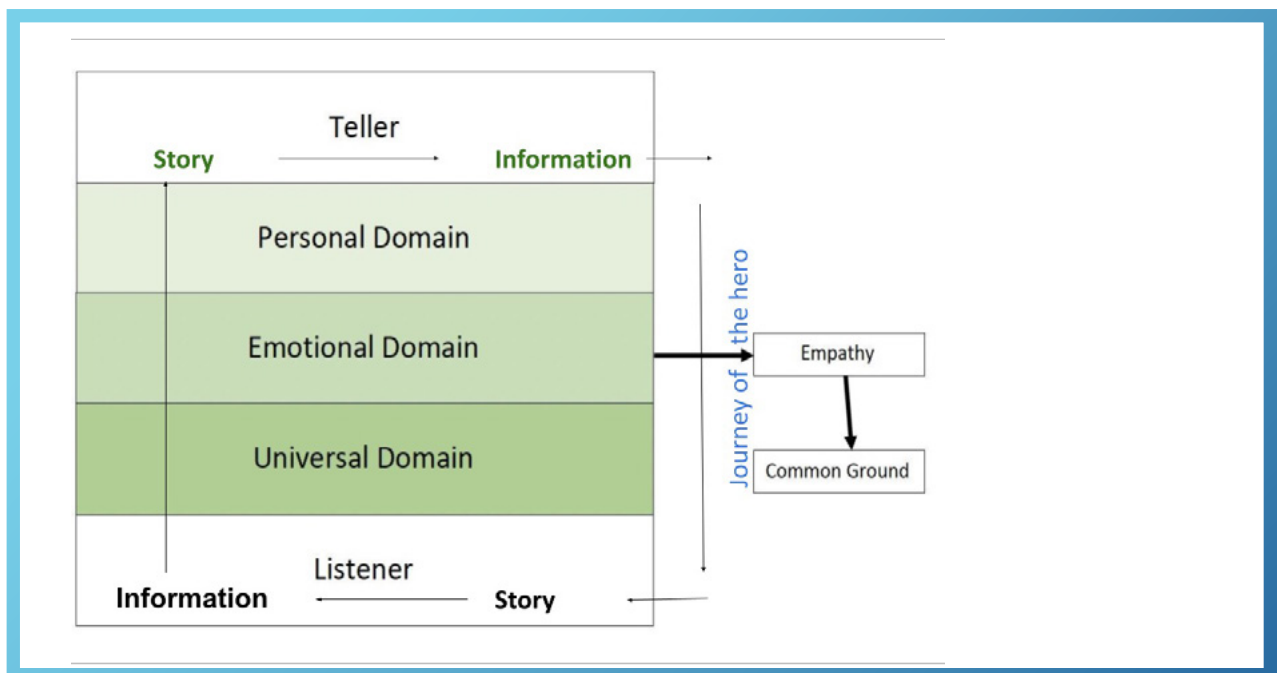 Teller
Story
Information
Personal Domain
Emotional Domain
Universal Domain
Listener
Information
Story
Journey of the hero
Empathy
Common Ground